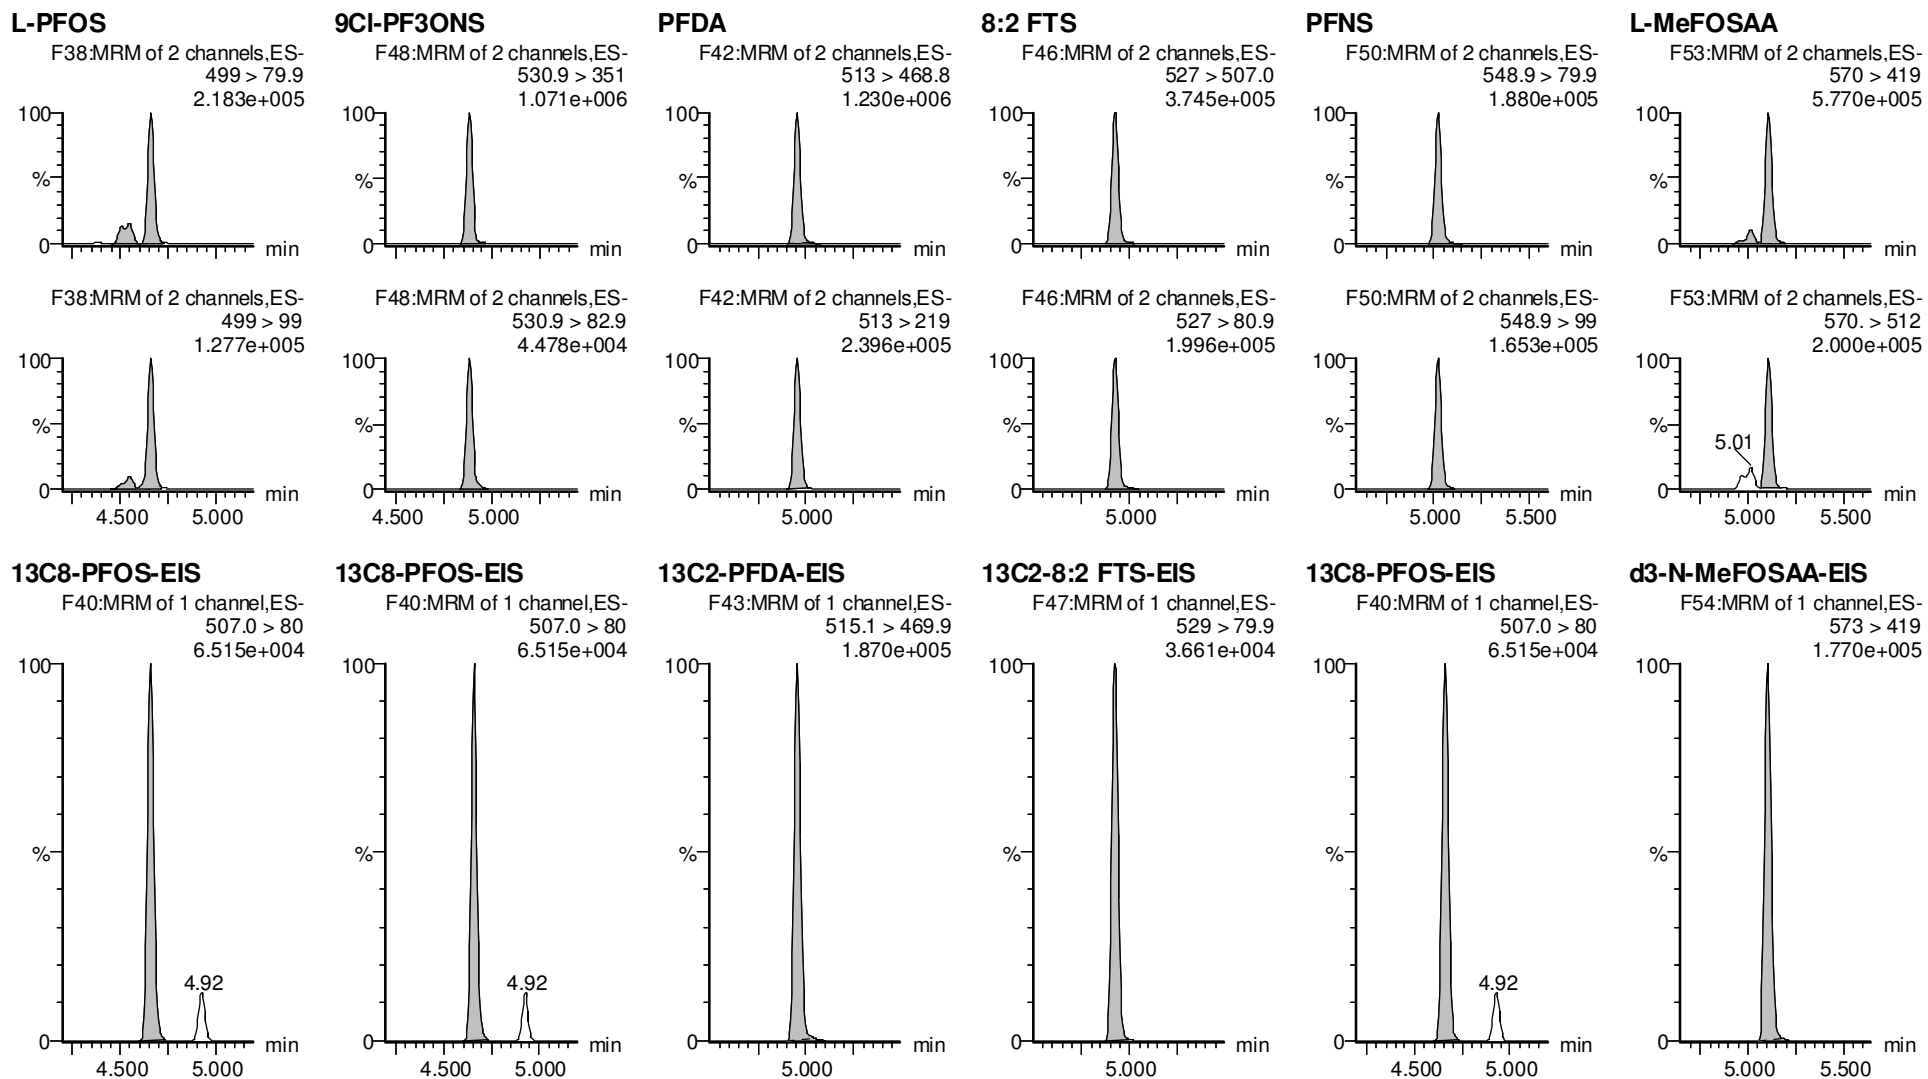 L-PFOS
F38:MRM of 2 channels,ES-
499 > 79.9
2.183e+005
100
%
0
min
F38:MRM of 2 channels,ES-
499 > 99
1.277e+005
100
%
0
min
4.500 5.000
13C8-PFOS-EIS
F40:MRM of 1 channel,ES-
507.0 > 80
6.515e+004
100
%
4.92
0
min
4.500 5.000
9Cl-PF3ONS
F48:MRM of 2 channels,ES-
530.9 > 351
1.071e+006
100
%
0
min
F48:MRM of 2 channels,ES-
530.9 > 82.9
4.478e+004
100
%
0
min
4.500 5.000
13C8-PFOS-EIS
F40:MRM of 1 channel,ES-
507.0 > 80
6.515e+004
100
%
4.92
0
min
4.500 5.000
PFDA
F42:MRM of 2 channels,ES-
513 > 468.8
1.230e+006
100
%
0
min
F42:MRM of 2 channels,ES-
513 > 219
2.396e+005
100
%
0
min
5.000
13C2-PFDA-EIS
F43:MRM of 1 channel,ES-
515.1 > 469.9
1.870e+005
100
%
0
min
5.000
8:2 FTS
F46:MRM of 2 channels,ES-
527 > 507.0
3.745e+005
100
%
0
min
F46:MRM of 2 channels,ES-
527 > 80.9
1.996e+005
100
%
0
min
5.000
13C2-8:2 FTS-EIS
F47:MRM of 1 channel,ES-
529 > 79.9
3.661e+004
100
%
0
min
5.000
PFNS
F50:MRM of 2 channels,ES-
548.9 > 79.9
1.880e+005
100
%
0
min
F50:MRM of 2 channels,ES-
548.9 > 99
1.653e+005
100
%
0
min
5.000 5.500
13C8-PFOS-EIS
F40:MRM of 1 channel,ES-
507.0 > 80
6.515e+004
100
%
4.92
0
min
4.500 5.000
L-MeFOSAA
F53:MRM of 2 channels,ES-
570 > 419
5.770e+005
100
%
0
min
F53:MRM of 2 channels,ES-
570. > 512
2.000e+005
100
%
5.01
0
min
5.000 5.500
d3-N-MeFOSAA-EIS
F54:MRM of 1 channel,ES-
573 > 419
1.770e+005
100
%
0
min
5.000 5.500